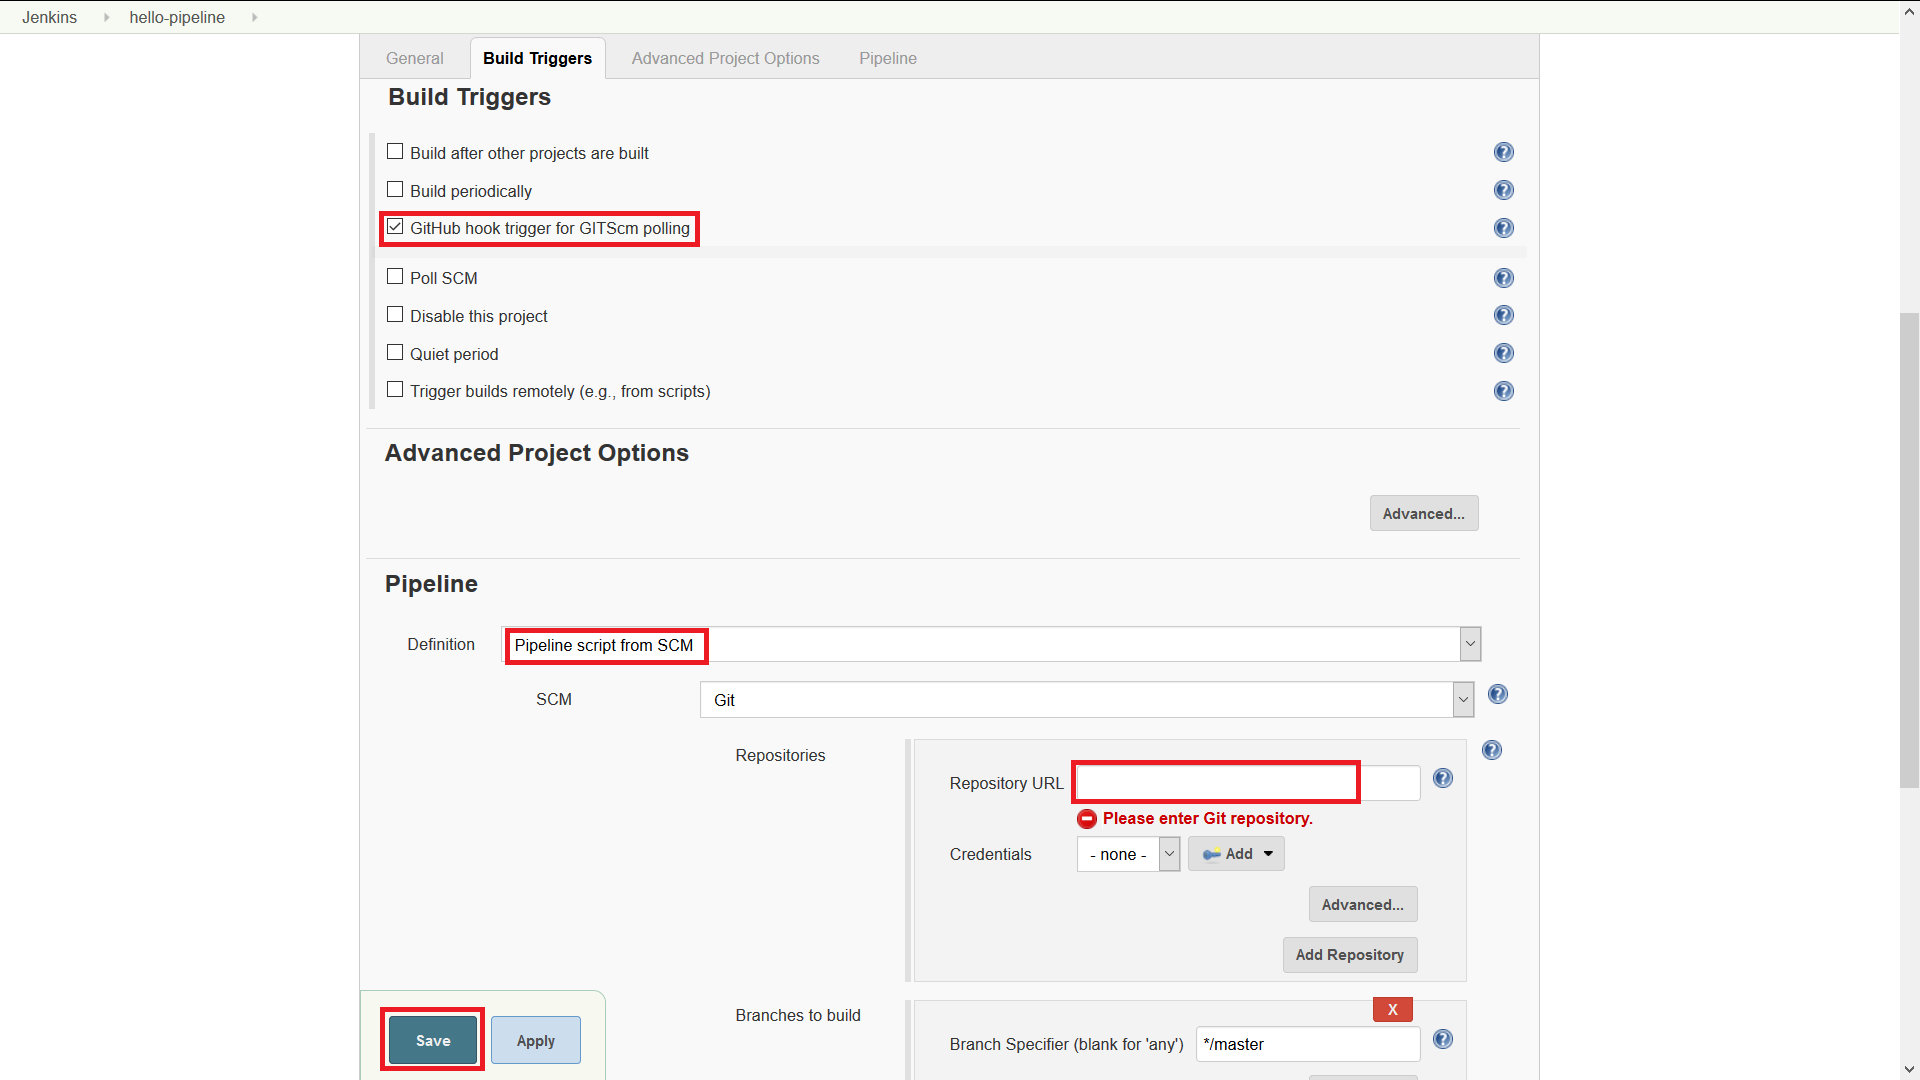 Jenkins hello-pipeline
General Build Triggers Advanced Project Options Pipeline
Build Triggers
Build after other projects are built
Build periodically
GitHub hook trigger for GITScm polling
Poll SCM
Disable this project
Quiet period
Trigger builds remotely (e.g., from scripts)
Advanced Project Options
Advanced...
Pipeline
Definition Pipeline script from SCM
SCM Git
Repositories
Repository URL
Please enter Git repository.
Credentials - none - Add
Advanced...
Add Repository
Branches to build X
Branch Specifier (blank for 'any') */master
Save Apply